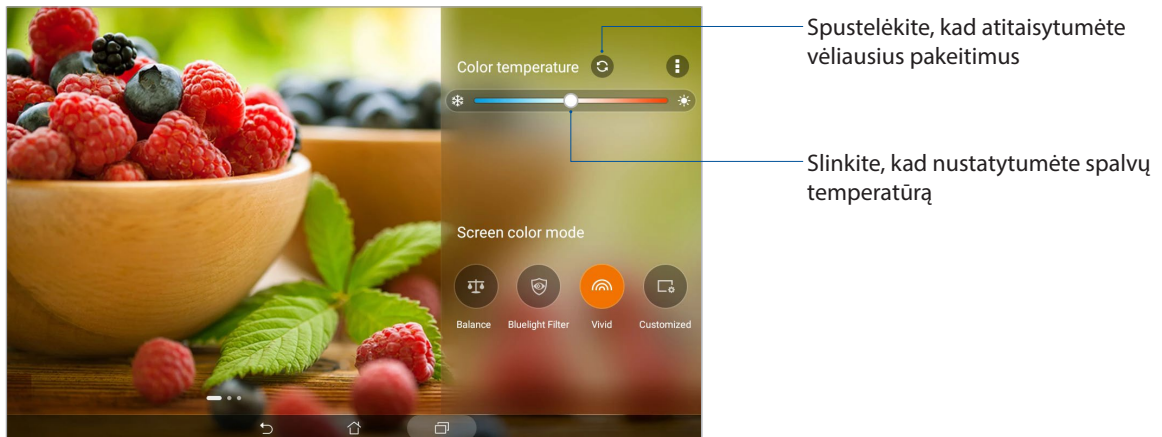 Spustelėkite, kad atitaisytumėte
vėliausius pakeitimus
Color temperature
Slinkite, kad nustatytumėte spalvų
temperatūrą
Screen color mode
Balance
Bluelight Filter
Vivid
Customized